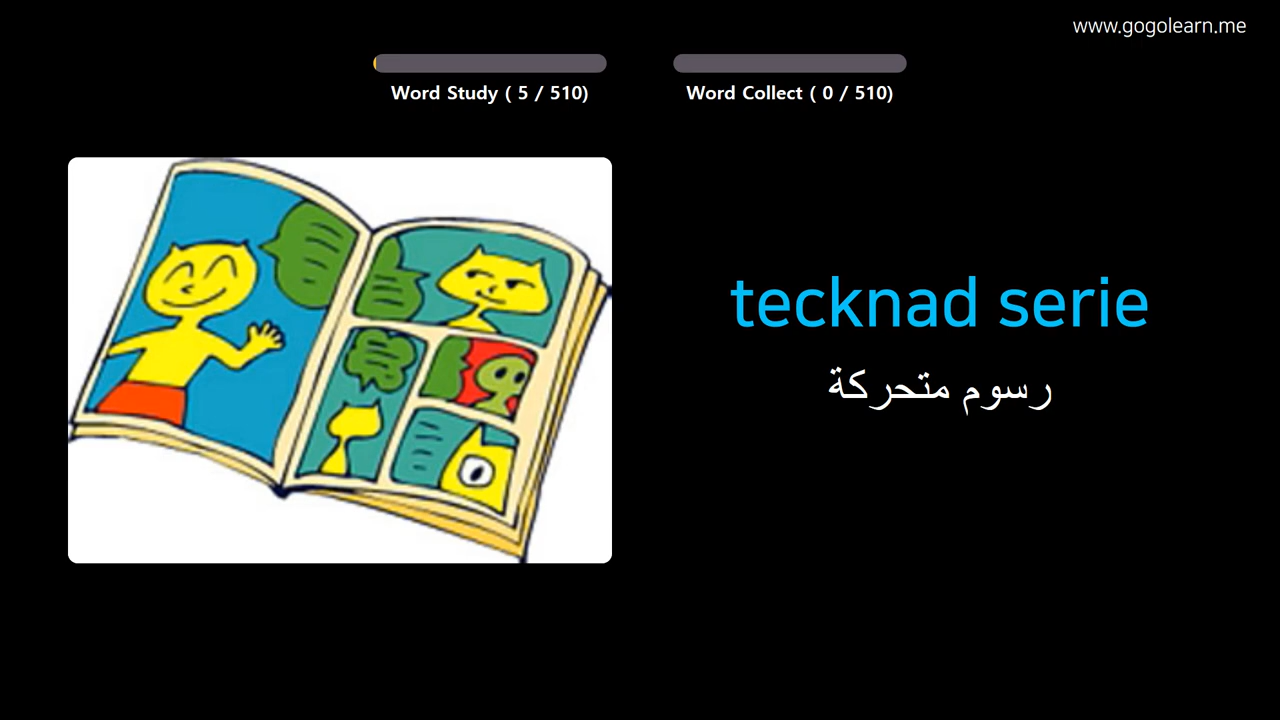 www.gogolearn.me
Word Study ( 5 / 510)
Word Collect ( 0 / 510)
tecknad serie
رسوم متحركة